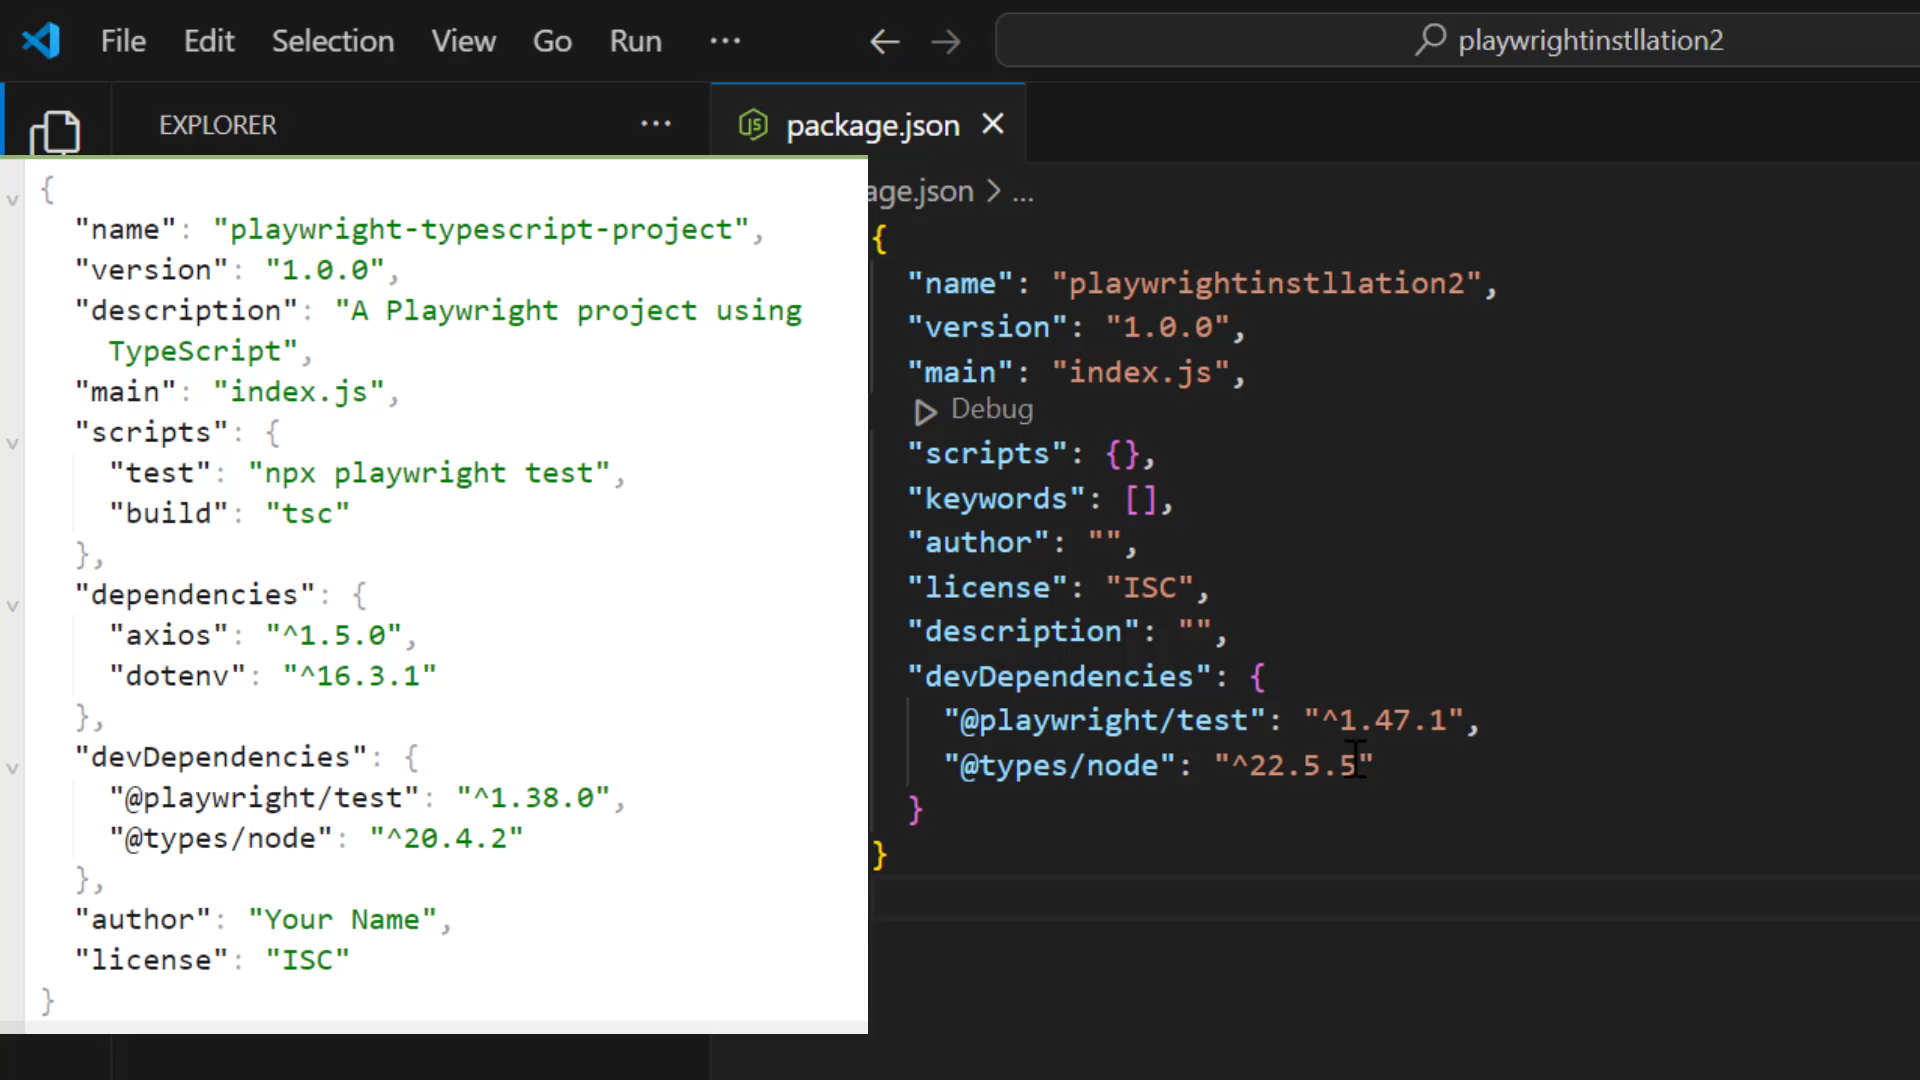 File Edit Selection View Go Run ...
playwrightinstllation2
EXPLORER ...
JS package.json
{
"name": "playwright-typescript-project",
"version": "1.0.0",
"description": "A Playwright project using
TypeScript",
"main": "index.js",
"scripts": {
"test": "npx playwright test",
"build": "tsc"
},
"dependencies": {
"axios": "^1.5.0",
"dotenv": "^16.3.1"
},
"devDependencies": {
"@playwright/test": "^1.38.0",
"@types/node": "^20.4.2"
},
"author": "Your Name",
"license": "ISC"
}
age.json > ...
{
"name": "playwrightinstllation2",
"version": "1.0.0",
"main": "index.js",
Debug
"scripts": {},
"keywords": [],
"author": "",
"license": "ISC",
"description": "",
"devDependencies": {
"@playwright/test": "^1.47.1",
"@types/node": "^22.5.5"
}
}